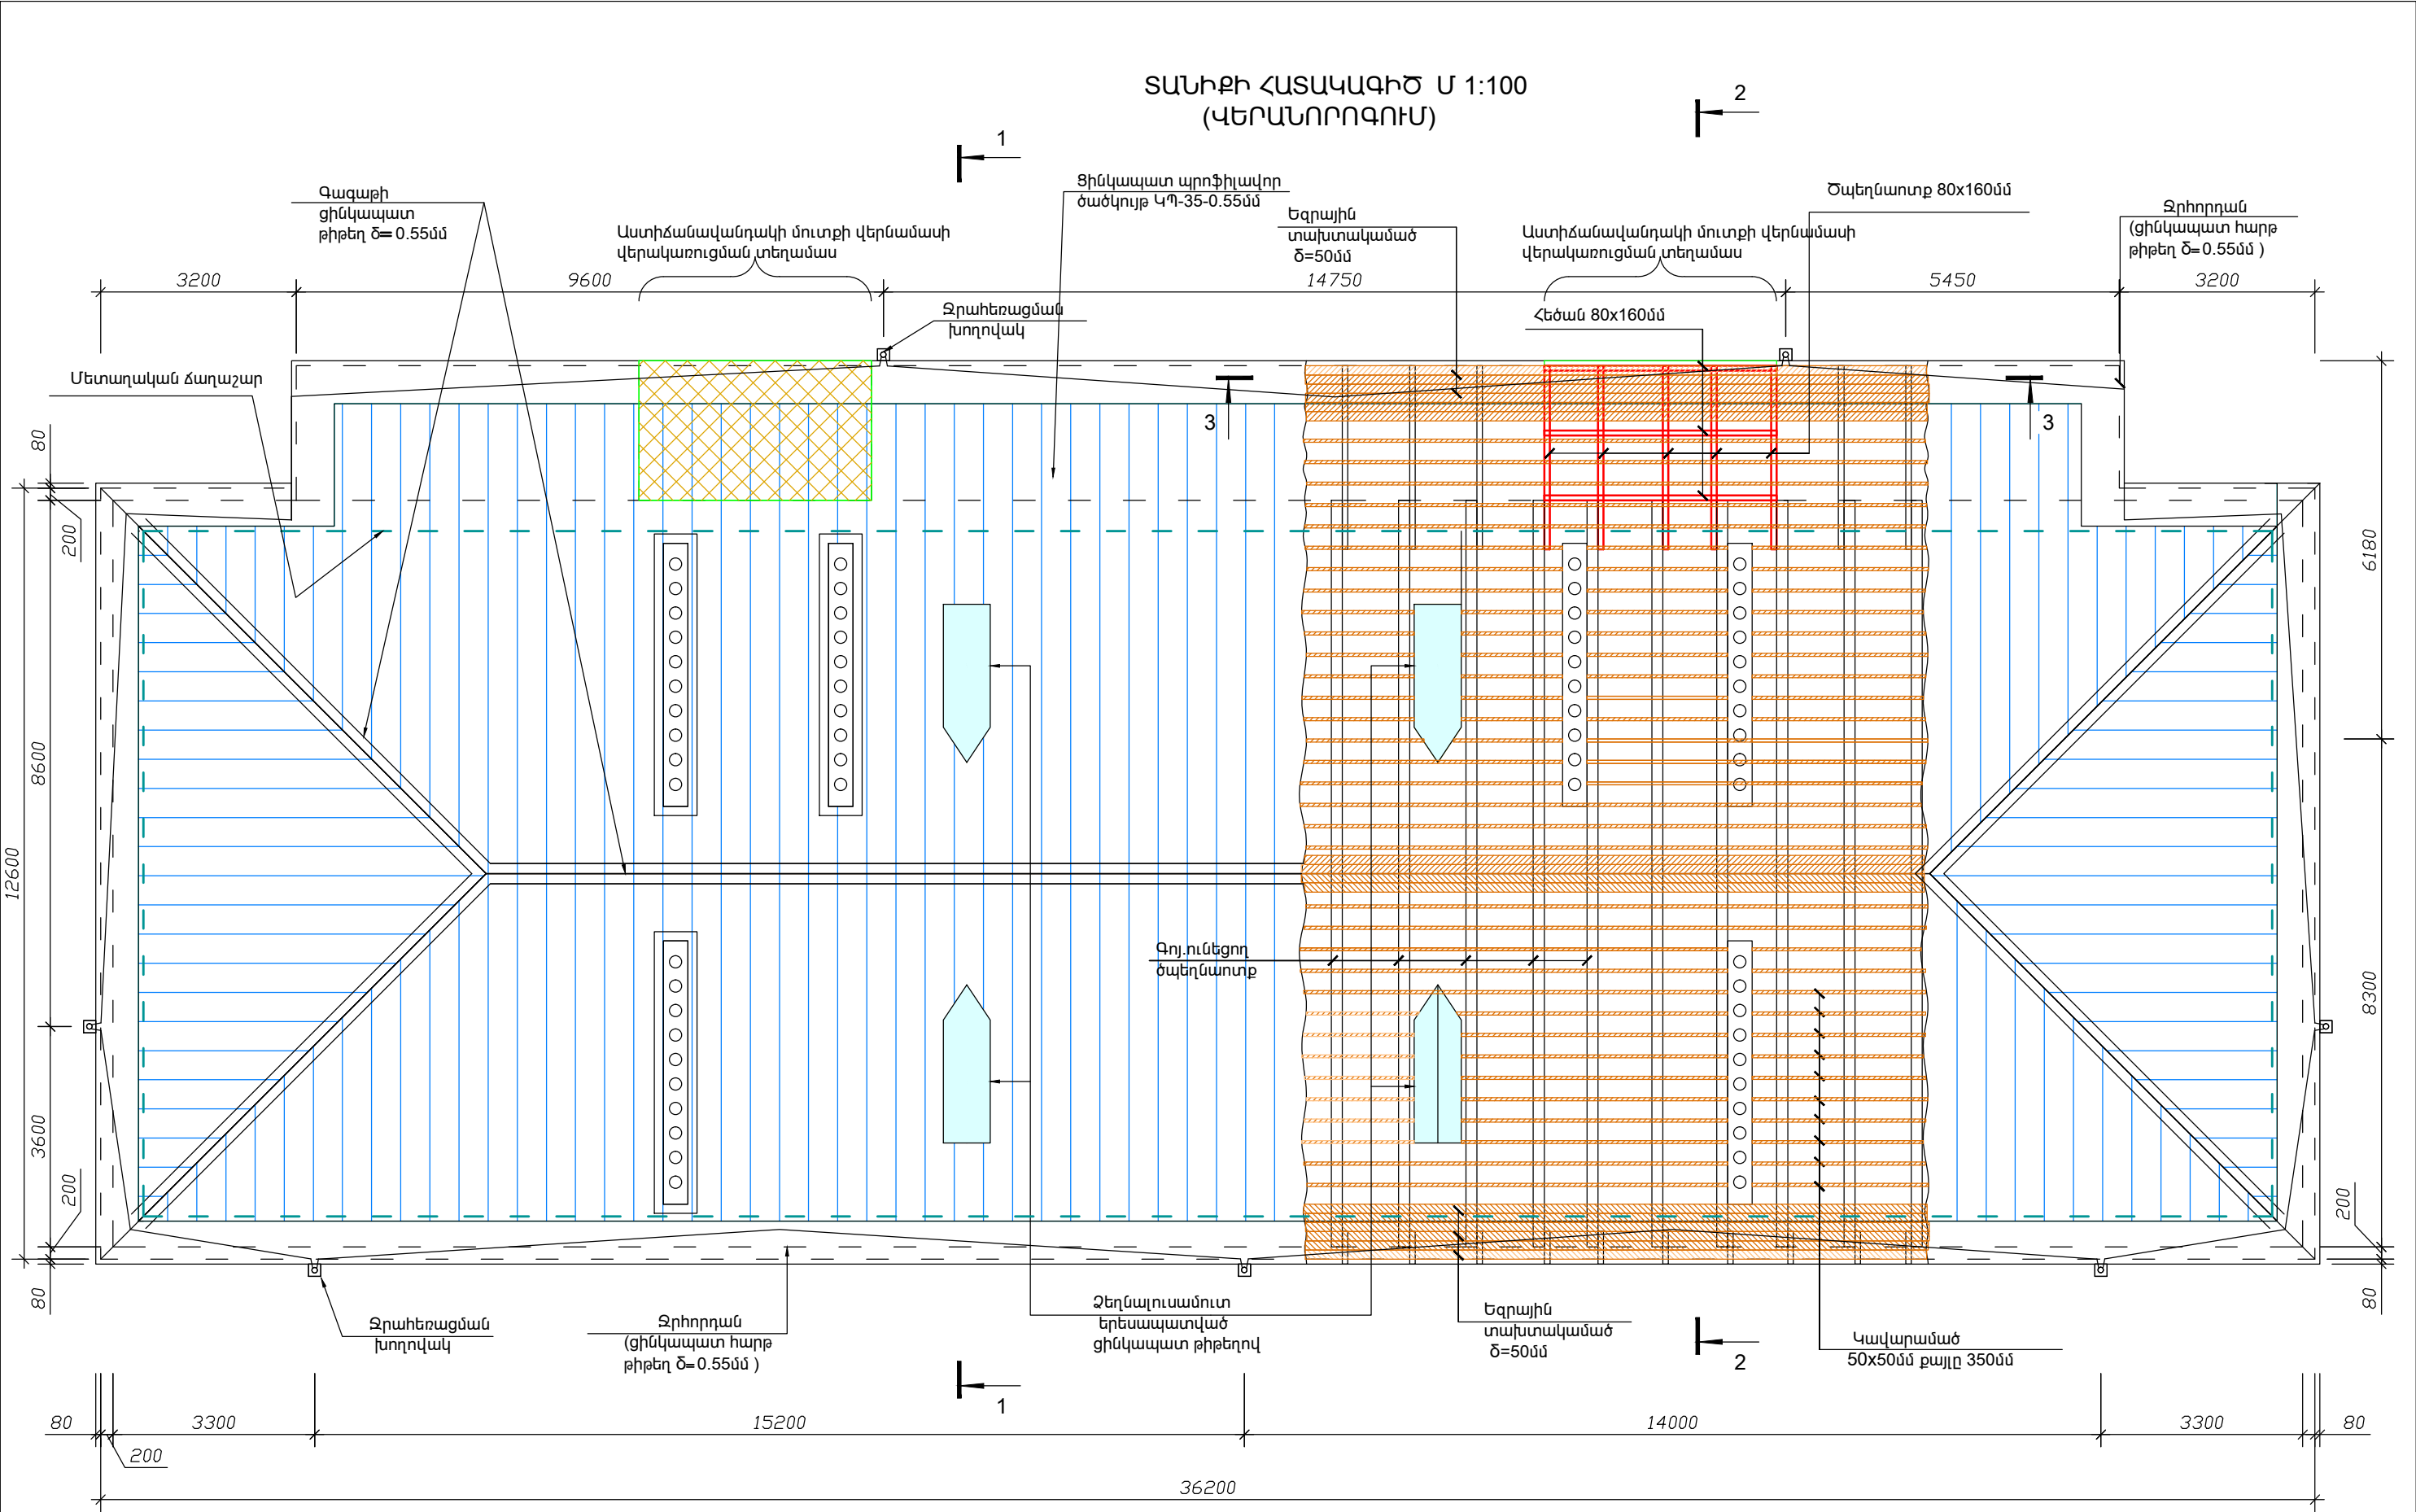 ՏԱՆԻՔԻ ՀԱՏԱԿԱԳԻԾ Մ 1:100
(ՎԵՐԱՆՈՐՈԳՈՒՄ)
2
1
Գագաթի
ցինկապատ
թիթեղ δ=0.55մմ
Աստիճանավանդակի մուտքի վերնամասի
վերակառուցման տեղամաս
Ցինկապատ պրոֆիլավոր
ծածկույթ ԿՊ-35-0.55մմ
Եզրային
տախտակամած
δ=50մմ
Աստիճանավանդակի մուտքի վերնամասի
վերակառուցման տեղամաս
Ծպեղնաոտք 80x160մմ
Ջրհորդան
(ցինկապատ հարթ
թիթեղ δ=0.55մմ )
3200
9600
14750
5450
3200
Ջրահեռացման
խողովակ
Հեծան 80x160մմ
Մետաղական ճաղաշար
3
3
80
200
8600
12600
3600
200
80
6180
8300
200
80
Գոյ.ունեցող
ծպեղնաոտք
Ջրահեռացման
խողովակ
Ջրհորդան
(ցինկապատ հարթ
թիթեղ δ=0.55մմ )
Ձեղնալուսամուտ
երեսապատված
ցինկապատ թիթեղով
Եզրային
տախտակամած
δ=50մմ
Կավարամած
50x50մմ քայլը 350մմ
2
1
80
3300
15200
14000
3300
80
200
36200